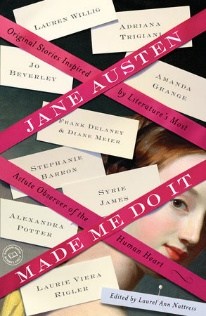 LAUREN WILLIG
ADRIANA
TRIGIANI
Original Stories Inspired
by Literature's Most
JO
BEVERLEY
AMANDA
GRANGE
JANE AUSTEN
FRANK DELANEY
& DIANE MEIER
STEPHANIE
BARRON
SYRIE
JAMES
Astute Observer of the
Human Heart
ALEXANDRA
POTTER
MADE ME DO IT
LAURIE VIERA
RIGLER
Edited by Laurel Ann Nattress